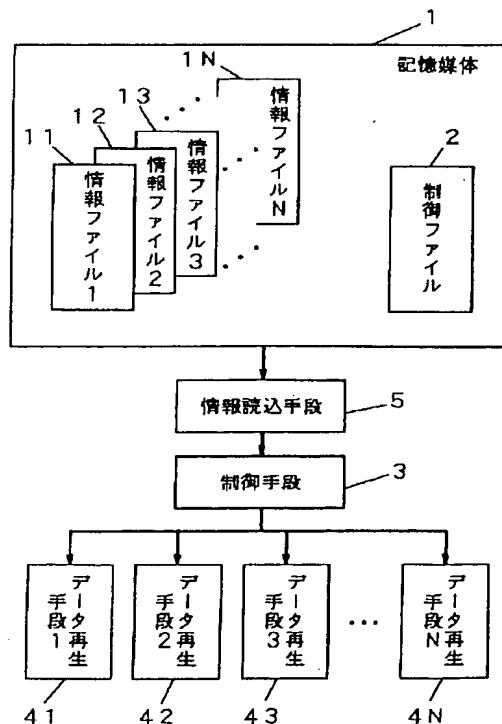 1
記憶媒体
1N
13
12
11
情報ファイル1
情報ファイル2
情報ファイル3
情報ファイルN
2
制御ファイル
情報読込手段
5
制御手段
3
データ再生
手段1
データ再生
手段2
データ再生
手段3
データ再生
手段N
41
42
43
4N